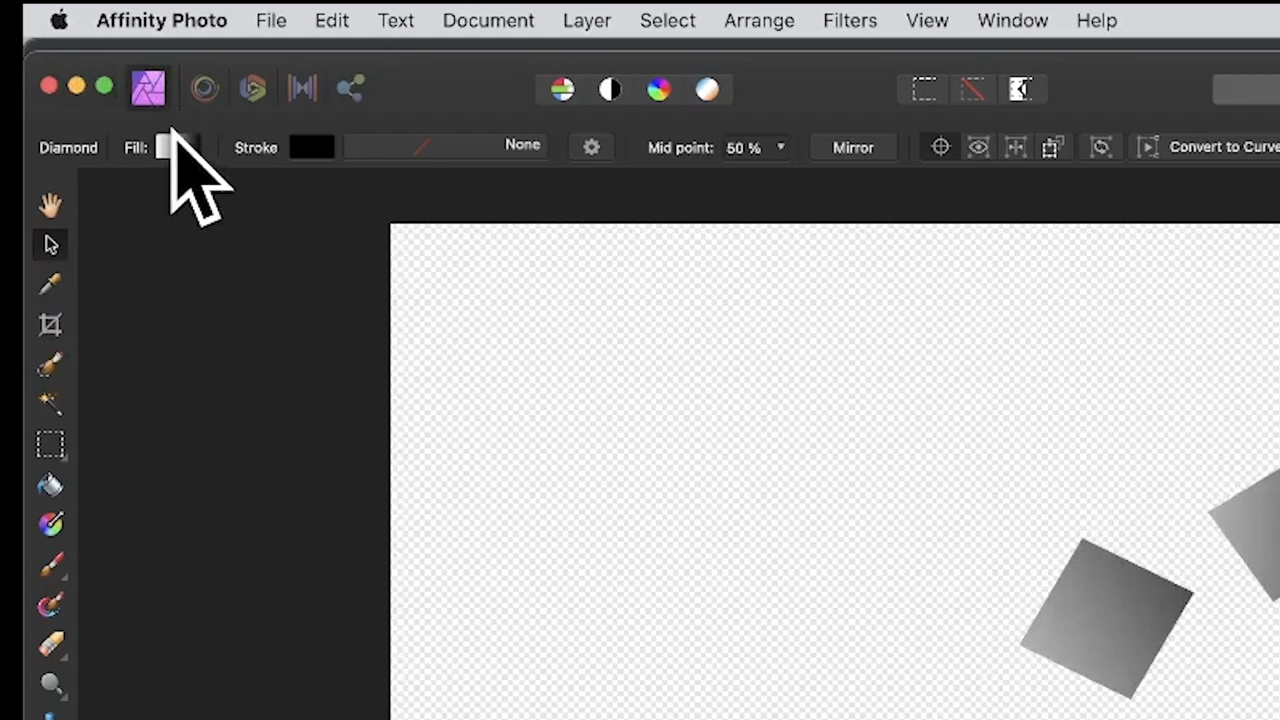 Affinity Photo File Edit Text Document Layer Select Arrange Filters View Window Help
Diamond Fill: Stroke None Mid point: 50 % Mirror Convert to Curve